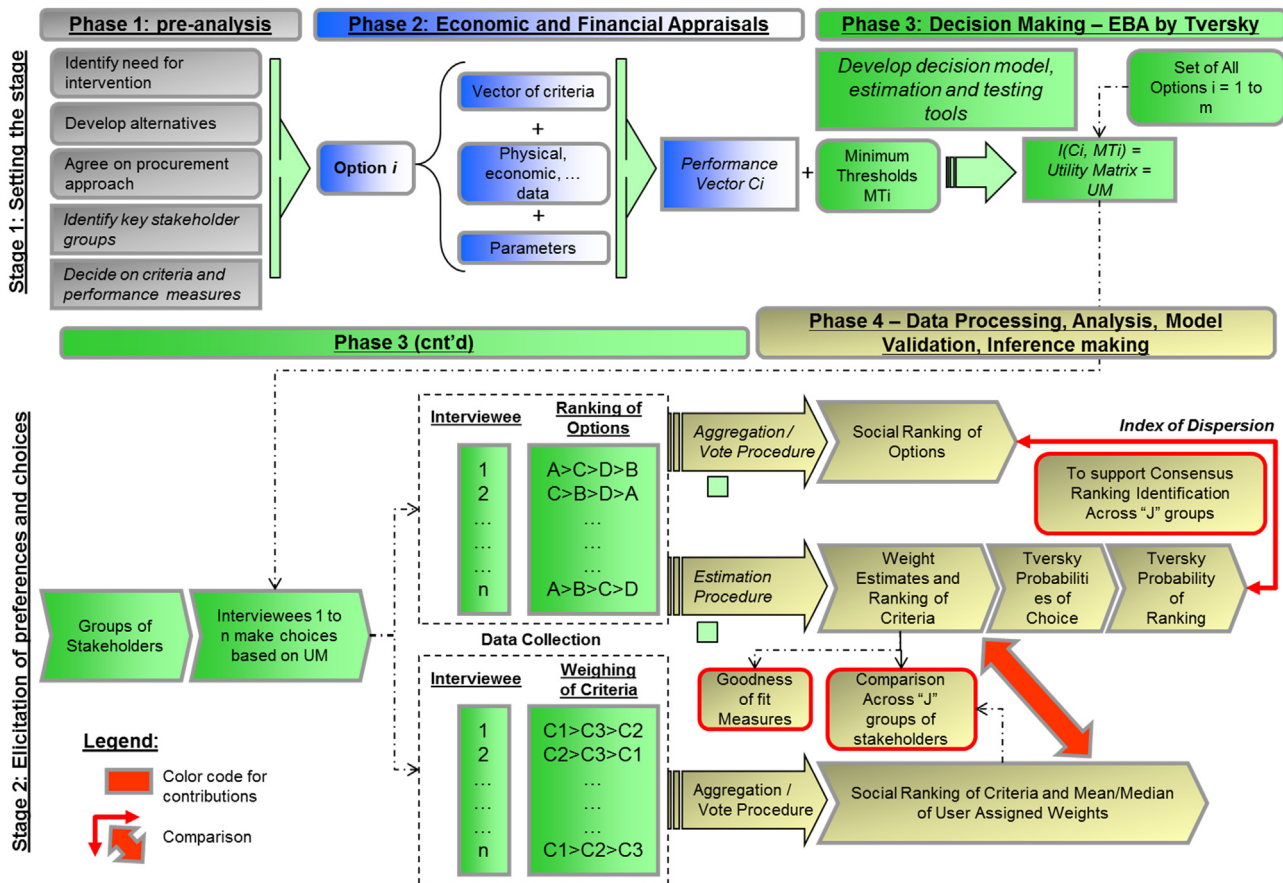 Phase 1: pre-analysis
Phase 2: Economic and Financial Appraisals
Phase 3: Decision Making – EBA by Tversky
Stage 1: Setting the stage
Identify need for
intervention
Develop alternatives
Agree on procurement
approach
Identify key stakeholder
groups
Decide on criteria and
performance measures
Option i
Vector of criteria
+
Physical,
economic, …
data
+
Parameters
Performance
Vector Ci
+
Develop decision model,
estimation and testing
tools
Minimum
Thresholds
MTi
Set of All
Options i = 1 to
m
I(Ci, MTi) =
Utility Matrix =
UM
Phase 3 (cnt’d)
Phase 4 – Data Processing, Analysis, Model
Validation, Inference making
Stage 2: Elicitation of preferences and choices
Groups of
Stakeholders
Interviewees 1 to
n make choices
based on UM
Interviewee
Ranking of
Options
1
A>C>D>B
2
C>B>D>A
…
…
….
…
…
…
n
A>B>C>D
Data Collection
Interviewee
Weighing
of Criteria
1
C1>C3>C2
2
C2>C3>C1
…
…
….
…
…
…
n
C1>C2>C3
Aggregation /
Vote Procedure
Social Ranking of
Options
Index of Dispersion
To support Consensus
Ranking Identification
Across “J” groups
Estimation
Procedure
Weight
Estimates and
Ranking of
Criteria
Tversky
Probabiliti
es of
Choice
Tversky
Probability
of
Ranking
Goodness
of fit
Measures
Comparison
Across “J”
groups of
stakeholders
Aggregation /
Vote Procedure
Social Ranking of Criteria and Mean/Median
of User Assigned Weights
Legend:
Color code for
contributions
Comparison